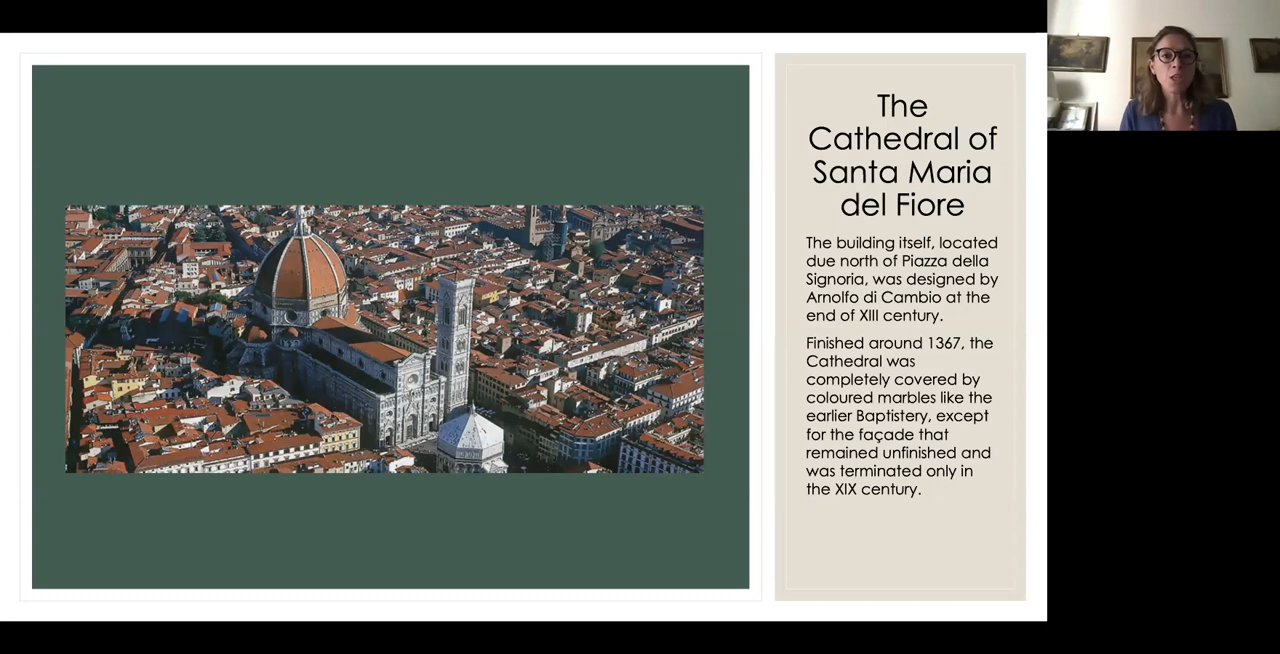 The
Cathedral of
Santa Maria
del Fiore
The building itself, located
due north of Piazza della
Signoria, was designed by
Arnolfo di Cambio at the
end of XIII century.
Finished around 1367, the
Cathedral was
completely covered by
coloured marbles like the
earlier Baptistery, except
for the façade that
remained unfinished and
was terminated only in
the XIX century.